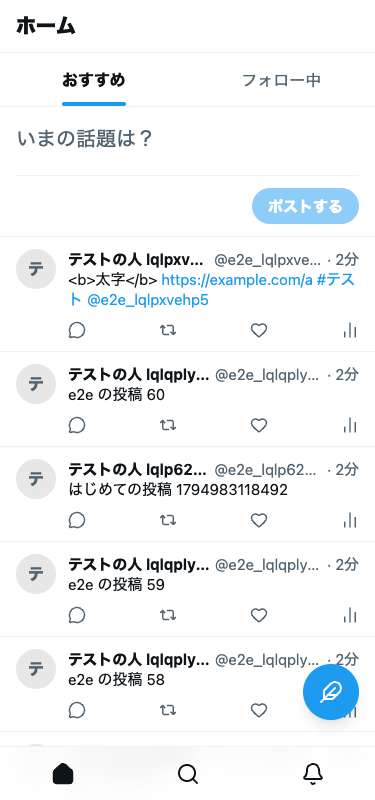 ホーム
おすすめ フォロー中
いまの話題は？
ポストする
テ テストの人 lqlpxv... @e2e_lqlpxve... · 2分
<b>太字</b> https://example.com/a #テス
ト @e2e_lqlpxvehp5
テ テストの人 lqlqply... @e2e_lqlqply... · 2分
e2e の投稿 60
テ テストの人 lqlp62... @e2e_lqlp62... · 2分
はじめての投稿 1794983118492
テ テストの人 lqlqply... @e2e_lqlqply... · 2分
e2e の投稿 59
テ テストの人 lqlqply... @e2e_lqlqply... · 2分
e2e の投稿 58